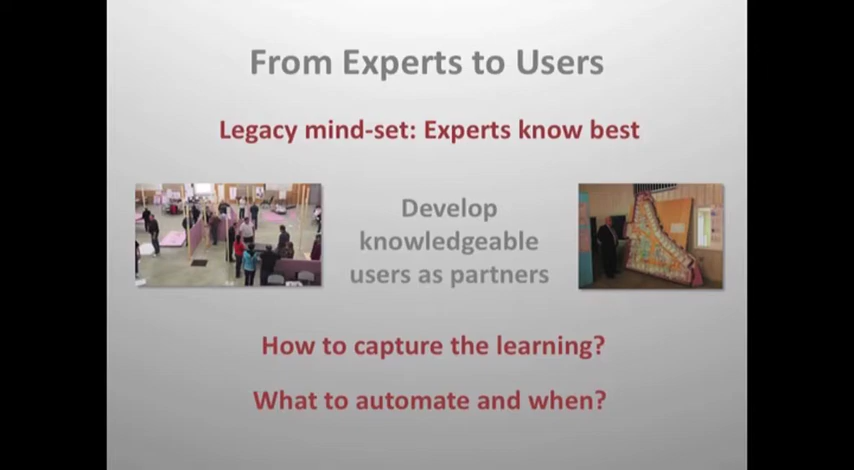 From Experts to Users
Legacy mind-set: Experts know best
Develop
knowledgeable
users as partners
How to capture the learning?
What to automate and when?